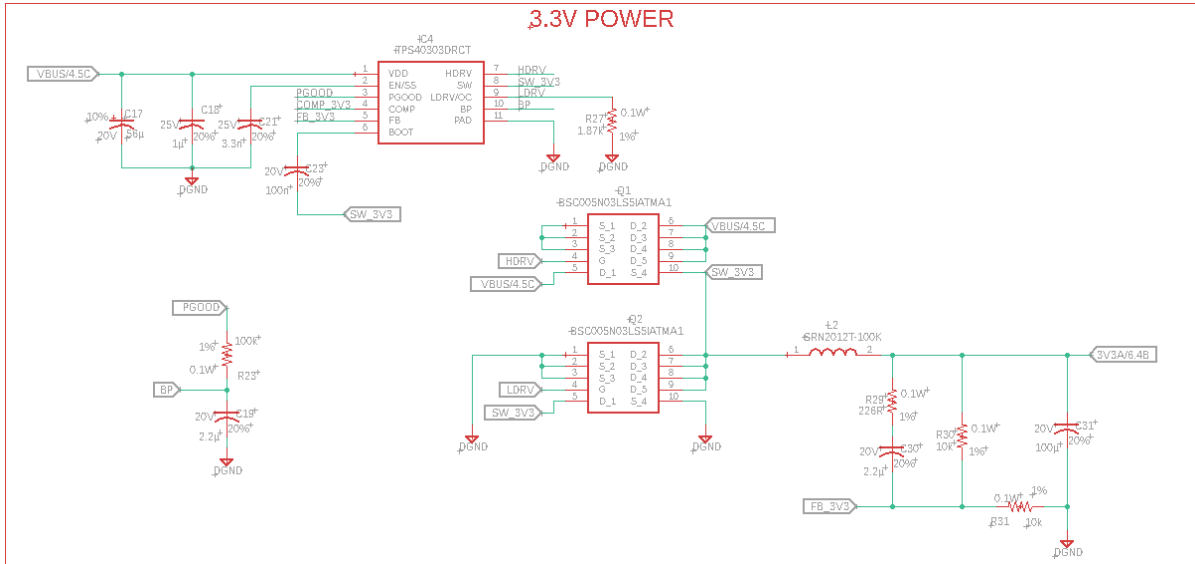 3.3V POWER
IC4
TPS40303DRCT
VBUS/4.5C
1 VDD HDRV 7 HDRV
2 EN/SS SW 8 SW_3V3
PGOOD 3 PGOOD LDRV/OC 9 LDRV
COMP_3V3 4 COMP BP 10 BP
FB_3V3 5 FB PAD 11
6 BOOT
10% C17
20V 56µ
25V C18
1µ 20%
25V C21
3.3n 20%
DGND
20V C23
100n 20%
SW_3V3
DGND
R27 0.1W
1.87k 1%
DGND
Q1
BSC005N03LS5IATMA1
1 S_1 D_2 6 VBUS/4.5C
2 S_2 D_3 7
3 S_3 D_4 8
HDRV 4 G D_5 9
VBUS/4.5C 5 D_1 S_4 10 SW_3V3
PGOOD
1% 100k
0.1W R23
BP
20V C19
2.2µ 20%
DGND
Q2
BSC005N03LS5IATMA1
1 S_1 D_2 6
2 S_2 D_3 7
3 S_3 D_4 8
LDRV 4 G D_5 9
SW_3V3 5 D_1 S_4 10
DGND
DGND
L2
SRN2012T-100K
1 2
3V3A/6.4B
R29 0.1W
226R 1%
20V C30
2.2µ 20%
R30 0.1W
10k 1%
20V C31
100µ 20%
FB_3V3
0.1W 1%
R31 10k
DGND